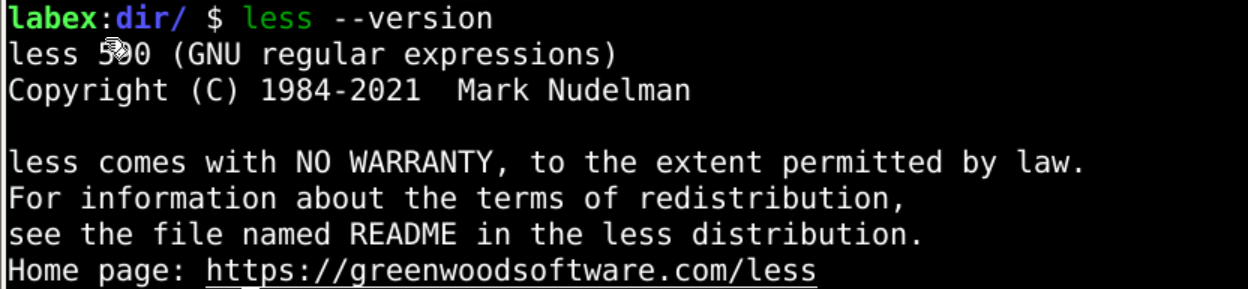 labex:dir/ $ less --version
less 590 (GNU regular expressions)
Copyright (C) 1984-2021  Mark Nudelman

less comes with NO WARRANTY, to the extent permitted by law.
For information about the terms of redistribution,
see the file named README in the less distribution.
Home page: https://greenwoodsoftware.com/less